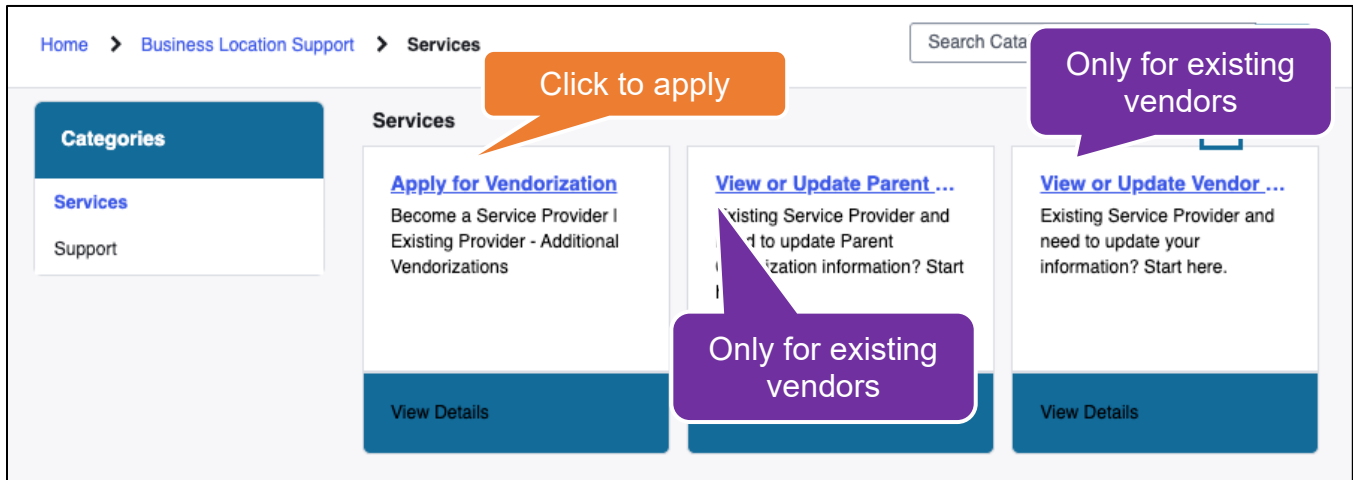 Home > Business Location Support > Services
Search Cata
Click to apply
Only for existing
vendors
Categories
Services
Support
Services
Apply for Vendorization
Become a Service Provider |
Existing Provider - Additional
Vendorizations
View Details
View or Update Parent ...
Existing Service Provider and
to update Parent
information? Start
Only for existing
vendors
View or Update Vendor ...
Existing Service Provider and
need to update your
information? Start here.
View Details